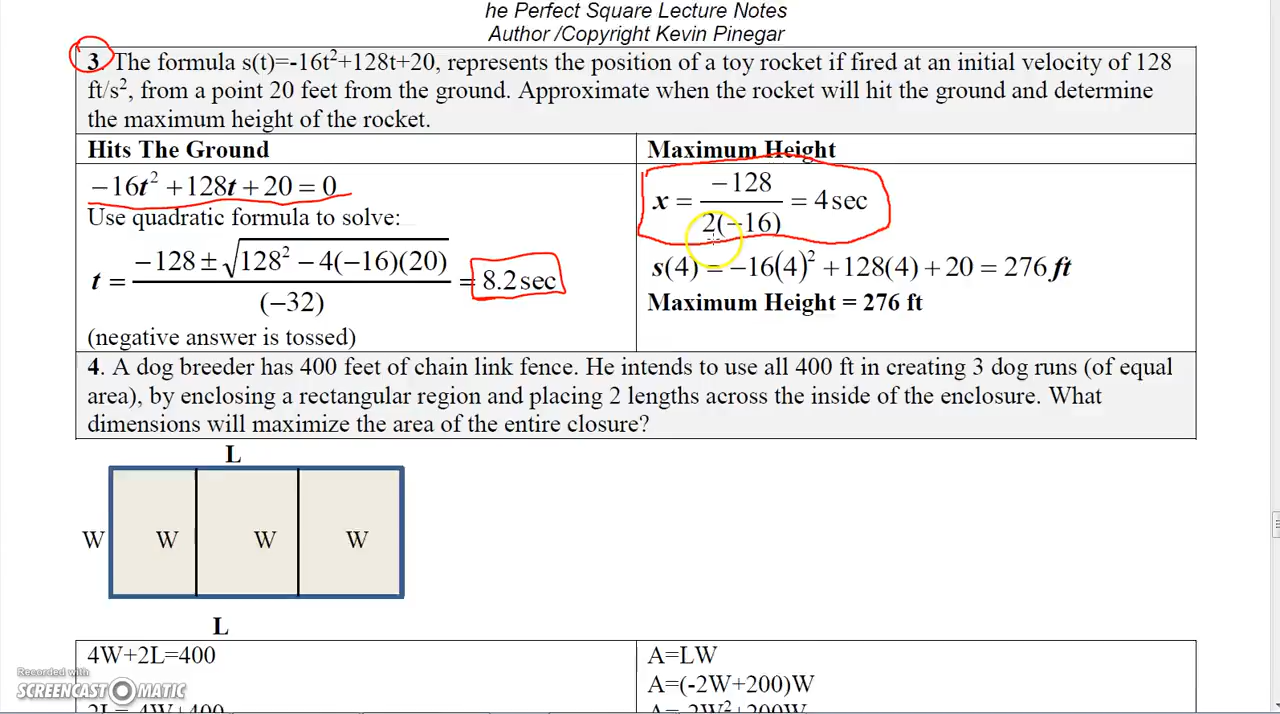 he Perfect Square Lecture Notes
Author /Copyright Kevin Pinegar
3. The formula s(t)=-16t²+128t+20, represents the position of a toy rocket if fired at an initial velocity of 128
ft/s², from a point 20 feet from the ground. Approximate when the rocket will hit the ground and determine
the maximum height of the rocket.
Hits The Ground
−16t² + 128t + 20 = 0
Use quadratic formula to solve:
t = (−128 ± √(128² − 4(−16)(20))) / (−32) = 8.2 sec
(negative answer is tossed)
Maximum Height
x = −128 / 2(−16) = 4 sec
s(4) = −16(4)² + 128(4) + 20 = 276 ft
Maximum Height = 276 ft
4. A dog breeder has 400 feet of chain link fence. He intends to use all 400 ft in creating 3 dog runs (of equal
area), by enclosing a rectangular region and placing 2 lengths across the inside of the enclosure. What
dimensions will maximize the area of the entire closure?
L
W W W W
L
4W+2L=400
2L=-4W+400
A=LW
A=(-2W+200)W
A=-2W²+200W
Recorded with
SCREENCAST-O-MATIC